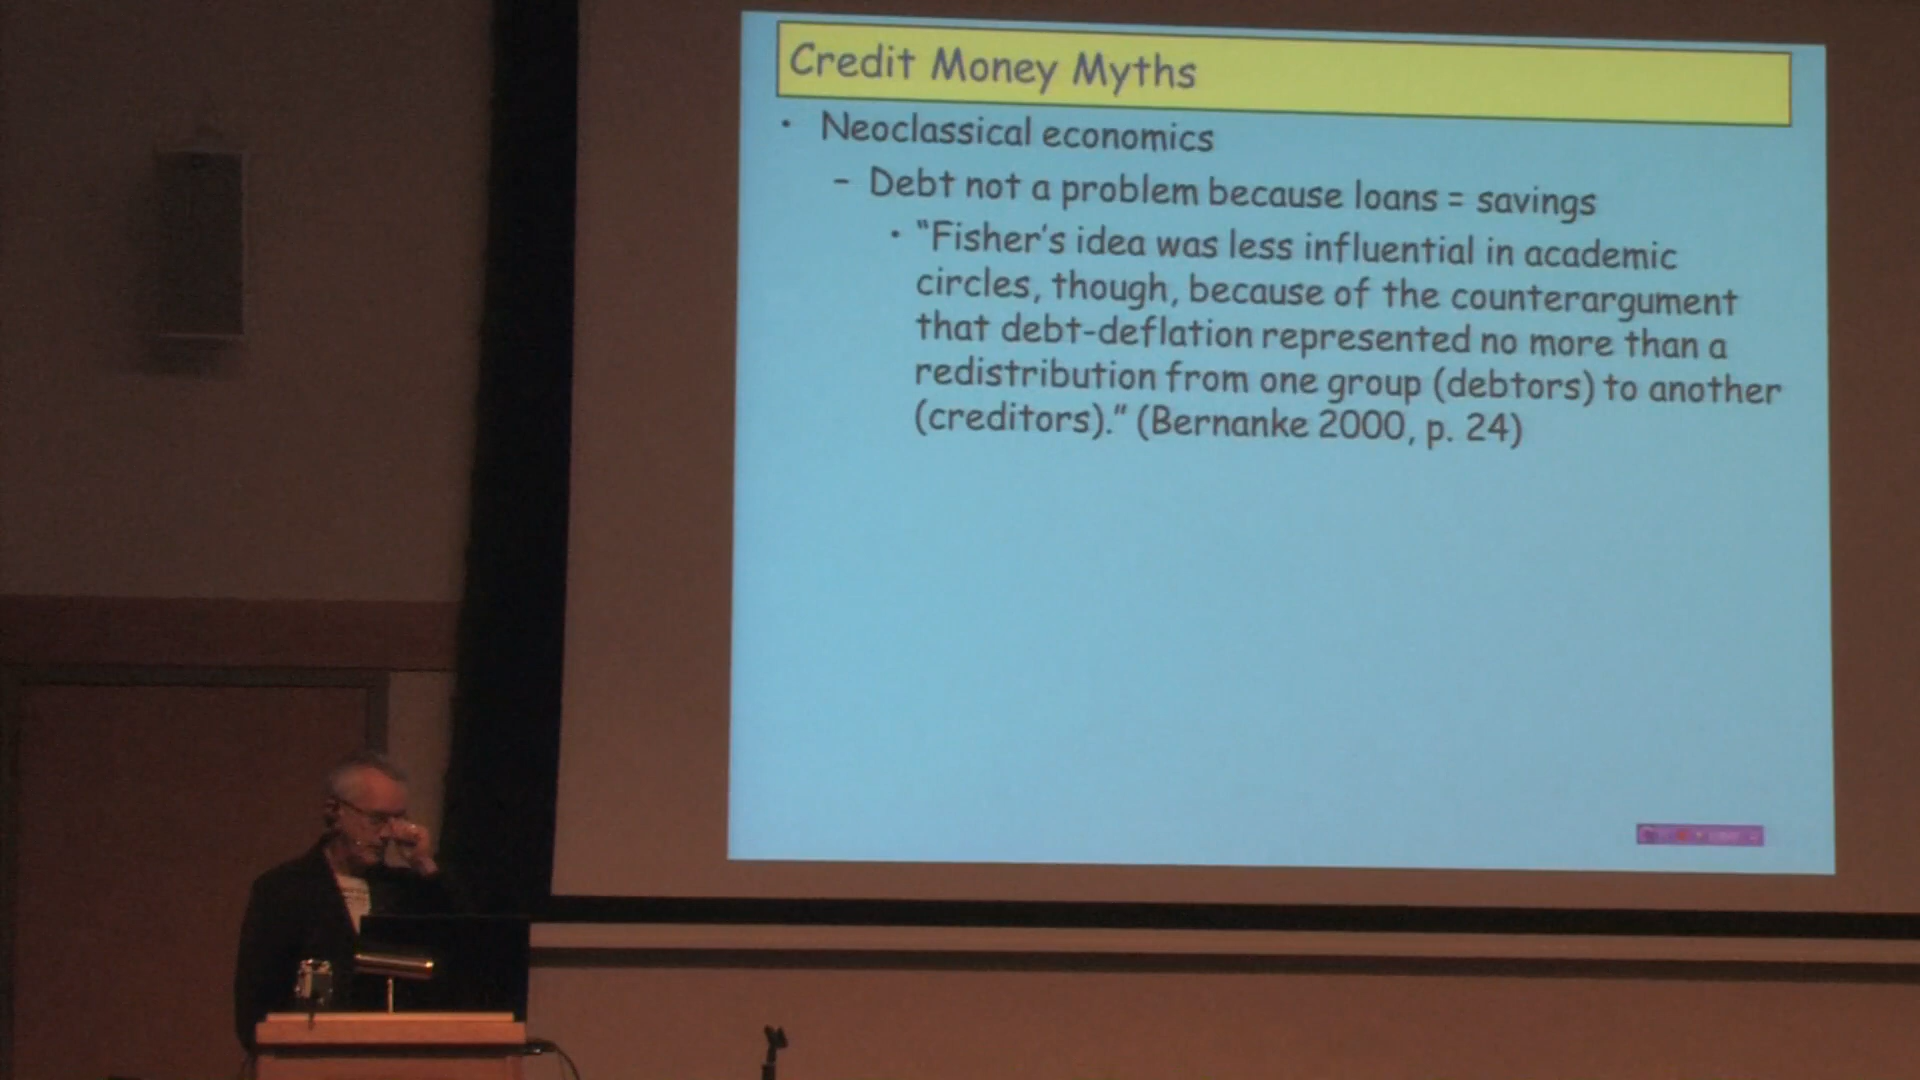 Credit Money Myths
• Neoclassical economics
– Debt not a problem because loans = savings
• "Fisher's idea was less influential in academic
circles, though, because of the counterargument
that debt-deflation represented no more than a
redistribution from one group (debtors) to another
(creditors)." (Bernanke 2000, p. 24)